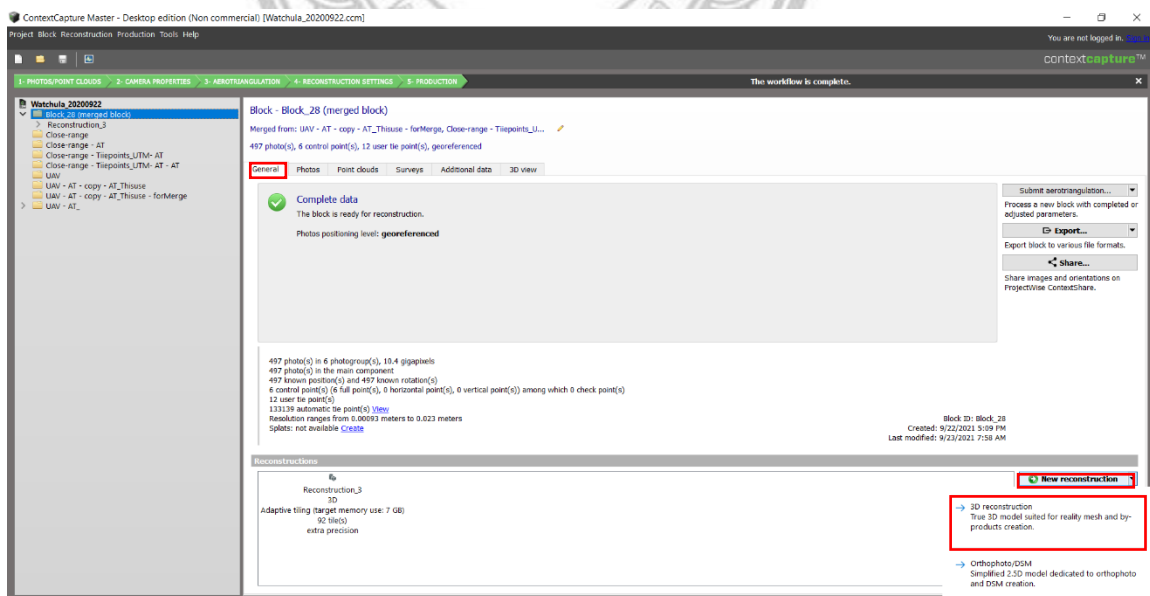 ContextCapture Master - Desktop edition (Non commercial) [Watchula_20200922.ccm]
Project Block Reconstruction Production Tools Help
You are not logged in. Sign in
contextcapture™
1- PHOTOS/POINT CLOUDS 2- CAMERA PROPERTIES 3- AEROTRIANGULATION 4- RECONSTRUCTION SETTINGS 5- PRODUCTION
The workflow is complete.
Watchula_20200922
Block_28 (merged block)
Reconstruction_3
Close-range
Close-range - AT
Close-range - Tiiepoints_UTM- AT
Close-range - Tiiepoints_UTM- AT - AT
UAV
UAV - AT - copy - AT_Thisuse
UAV - AT - copy - AT_Thisuse - forMerge
UAV - AT_
Block - Block_28 (merged block)
Merged from: UAV - AT - copy - AT_Thisuse - forMerge, Close-range - Tiiepoints_U...
497 photo(s), 6 control point(s), 12 user tie point(s), georeferenced
General Photos Point clouds Surveys Additional data 3D view
Complete data
The block is ready for reconstruction.
Photos positioning level: georeferenced
Submit aerotriangulation...
Process a new block with completed or
adjusted parameters.
Export...
Export block to various file formats.
Share...
Share images and orientations on
ProjectWise ContextShare.
497 photo(s) in 6 photogroup(s), 10.4 gigapixels
497 photo(s) in the main component
497 known position(s) and 497 known rotation(s)
6 control point(s) (6 full point(s), 0 horizontal point(s), 0 vertical point(s)) among which 0 check point(s)
12 user tie point(s)
133139 automatic tie point(s) View
Resolution ranges from 0.00093 meters to 0.023 meters
Splats: not available Create
Block ID: Block_28
Created: 9/22/2021 5:09 PM
Last modified: 9/23/2021 7:58 AM
Reconstructions
Reconstruction_3
3D
Adaptive tiling (target memory use: 7 GB)
92 tile(s)
extra precision
New reconstruction
3D reconstruction
True 3D model suited for reality mesh and by-
products creation.
Orthophoto/DSM
Simplified 2.5D model dedicated to orthophoto
and DSM creation.